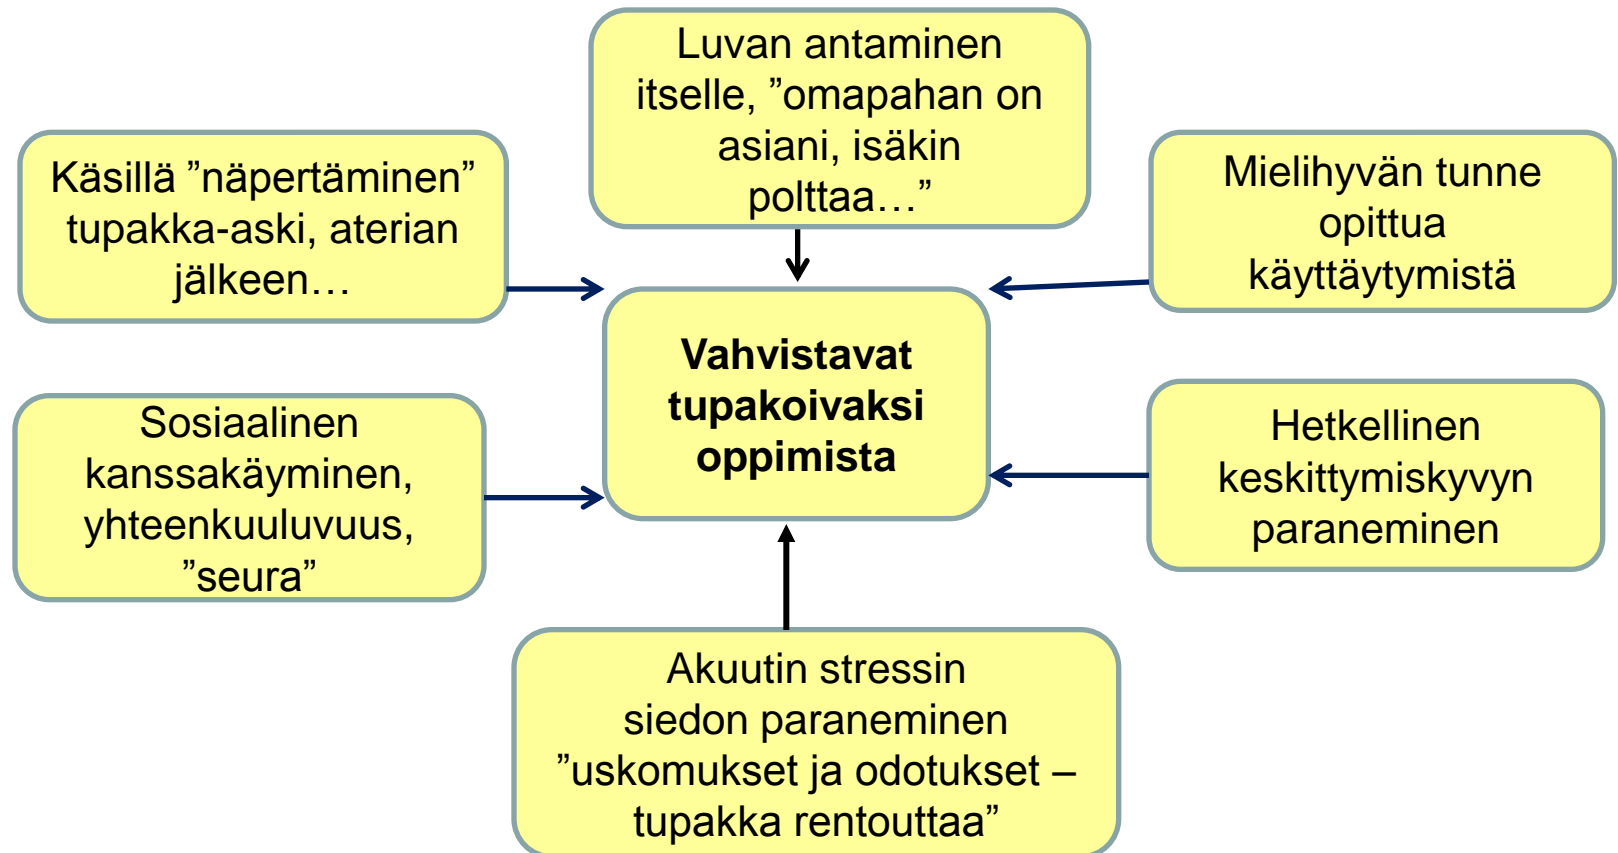 Luvan antaminen
itselle, ”omapahan on
asiani, isäkin
polttaa…”
Käsillä ”näpertäminen”
tupakka-aski, aterian
jälkeen…
Mielihyvän tunne
opittua
käyttäytymistä
Vahvistavat
tupakoivaksi
oppimista
Sosiaalinen
kanssakäyminen,
yhteenkuuluvuus,
”seura”
Hetkellinen
keskittymiskyvyn
paraneminen
Akuutin stressin
siedon paraneminen
”uskomukset ja odotukset –
tupakka rentouttaa”